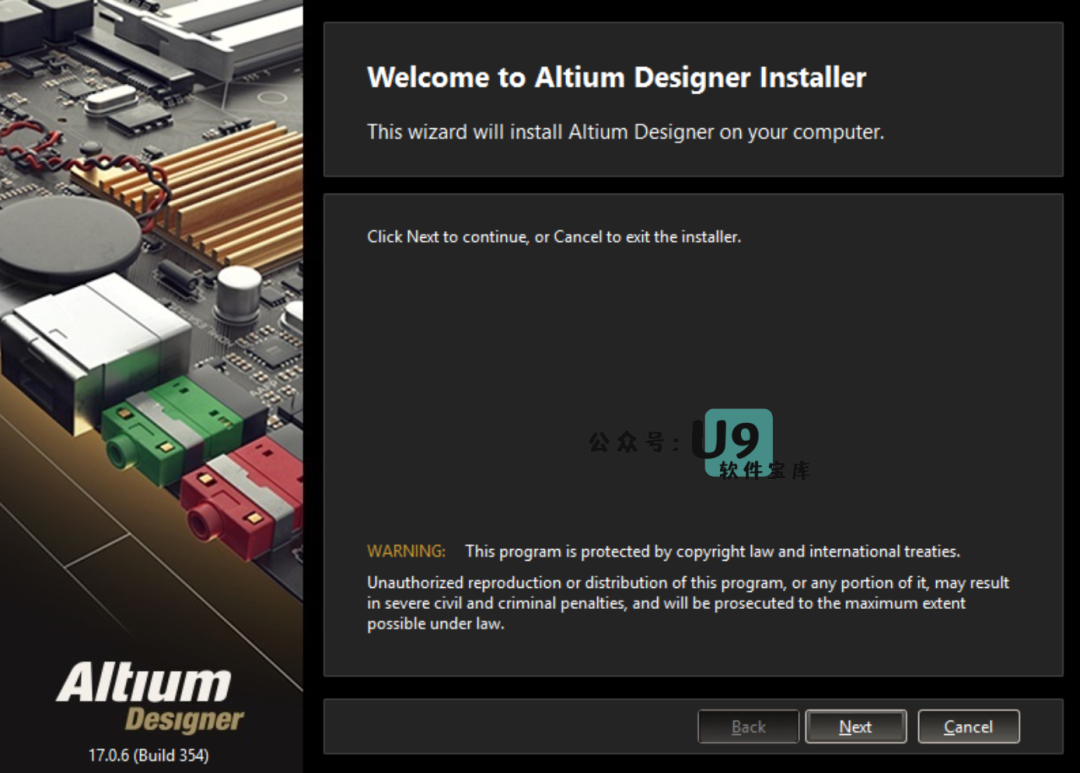 Welcome to Altium Designer Installer
This wizard will install Altium Designer on your computer.
Click Next to continue, or Cancel to exit the installer.
公众号:U9
软件宝库
WARNING: This program is protected by copyright law and international treaties.
Unauthorized reproduction or distribution of this program, or any portion of it, may result
in severe civil and criminal penalties, and will be prosecuted to the maximum extent
possible under law.
Altium
Designer
17.0.6 (Build 354)
Back Next Cancel